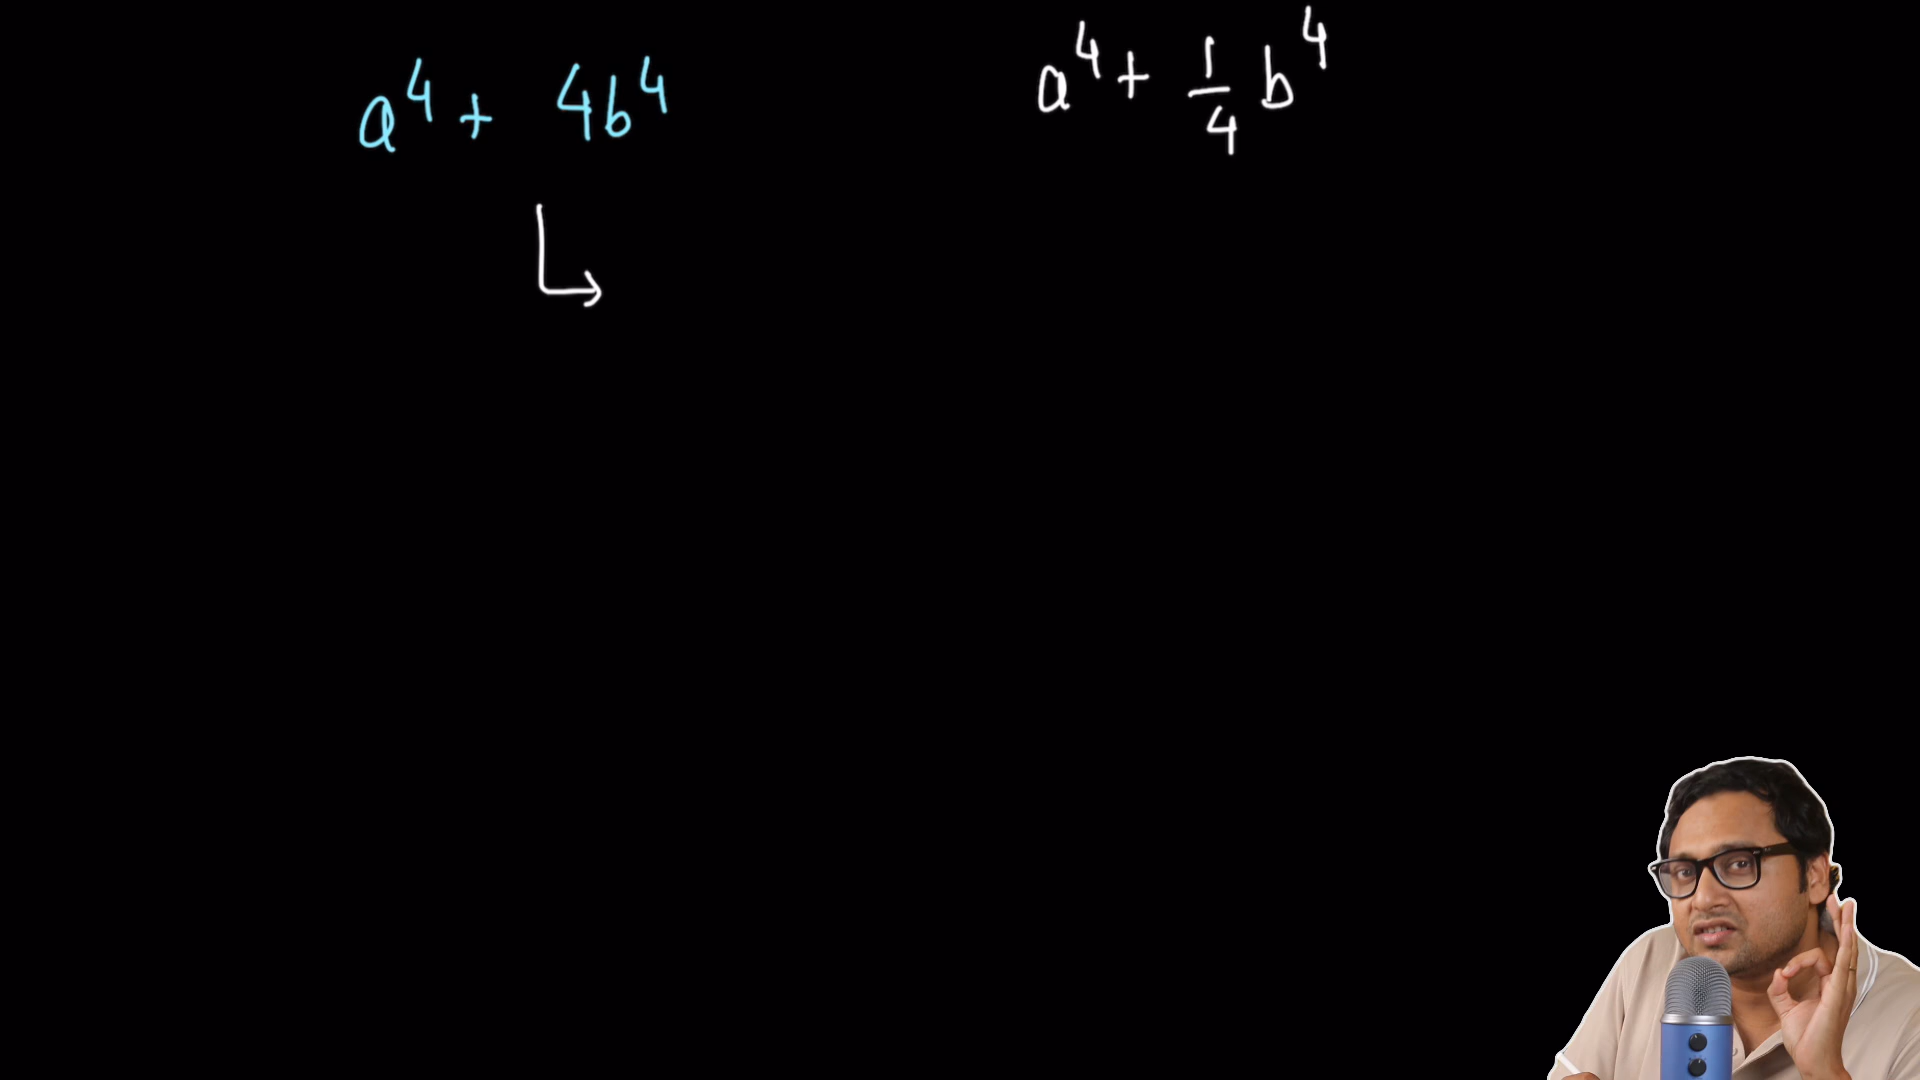 a⁴ + 4b⁴
a⁴ + 1/4 b⁴